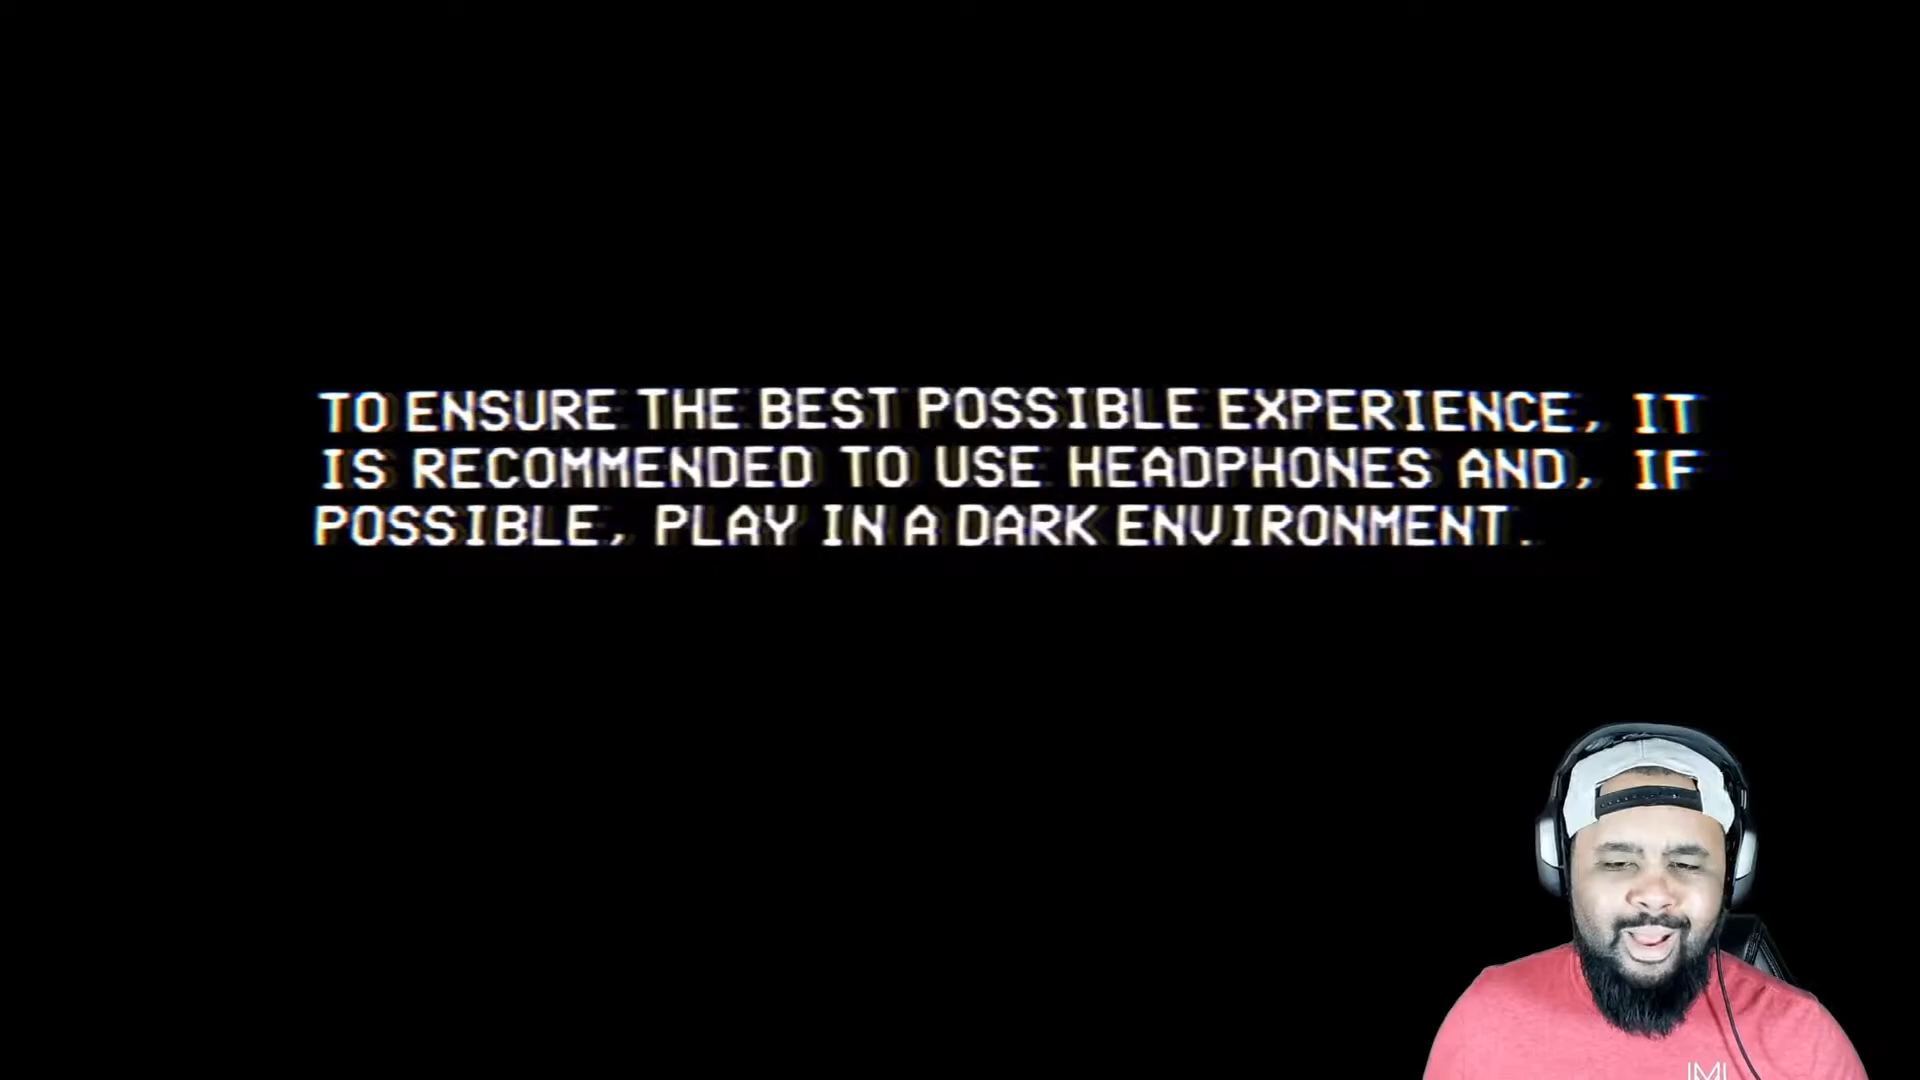 TO ENSURE THE BEST POSSIBLE EXPERIENCE, IT
IS RECOMMENDED TO USE HEADPHONES AND, IF
POSSIBLE, PLAY IN A DARK ENVIRONMENT.